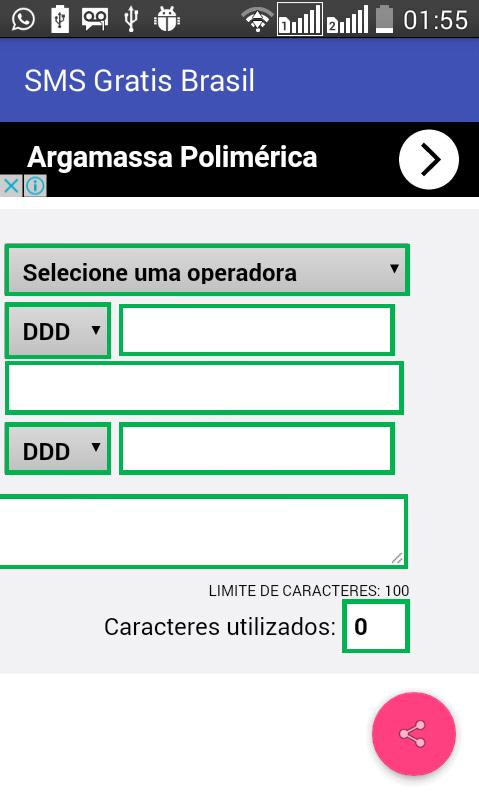 1 2 01:55
SMS Gratis Brasil
Argamassa Polimérica
Selecione uma operadora
DDD
DDD
LIMITE DE CARACTERES: 100
Caracteres utilizados: 0